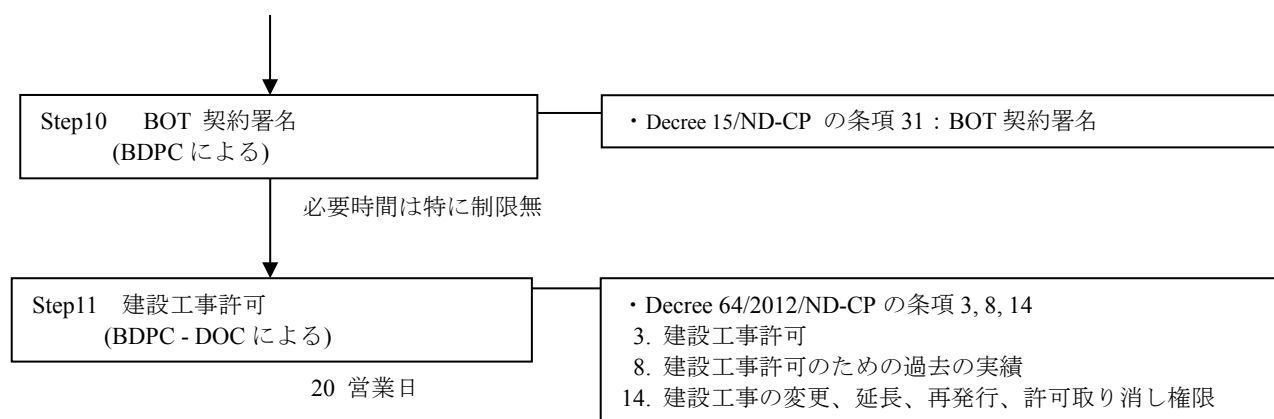 Step10 BOT 契約署名
(BDPC による)
・Decree 15/ND-CP の条項 31：BOT 契約署名
必要時間は特に制限無
Step11 建設工事許可
(BDPC - DOC による)
・Decree 64/2012/ND-CP の条項 3, 8, 14
3. 建設工事許可
8. 建設工事許可のための過去の実績
14. 建設工事の変更、延長、再発行、許可取り消し権限
20 営業日